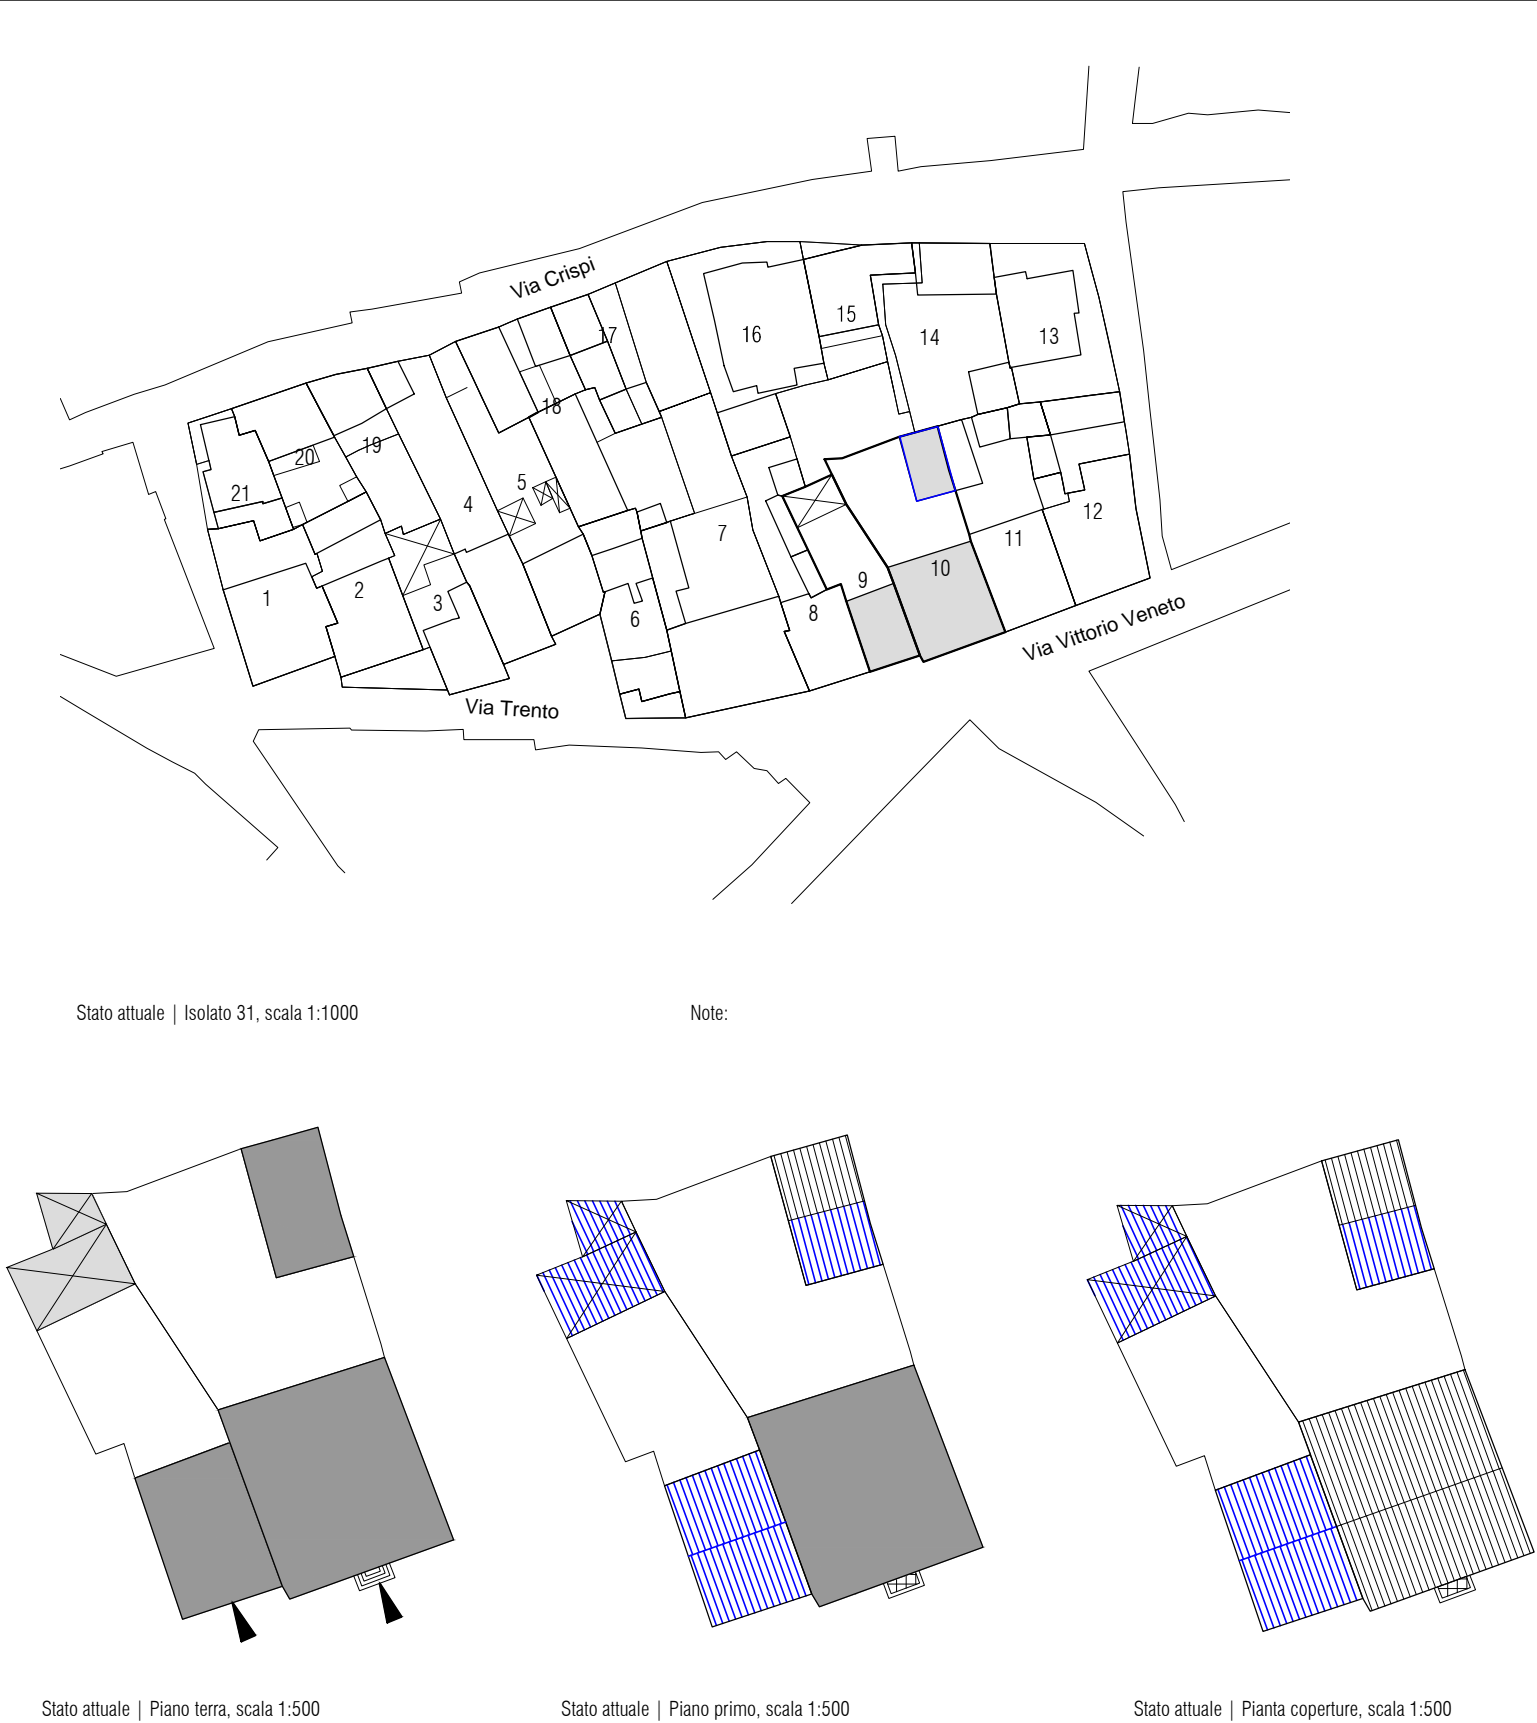 Via Crispi
17
16
15
14
13
18
19
20
21
5
4
7
12
11
10
9
8
6
3
2
1
Via Vittorio Veneto
Via Trento
Stato attuale | Isolato 31, scala 1:1000
Note:
Stato attuale | Piano terra, scala 1:500
Stato attuale | Piano primo, scala 1:500
Stato attuale | Pianta coperture, scala 1:500